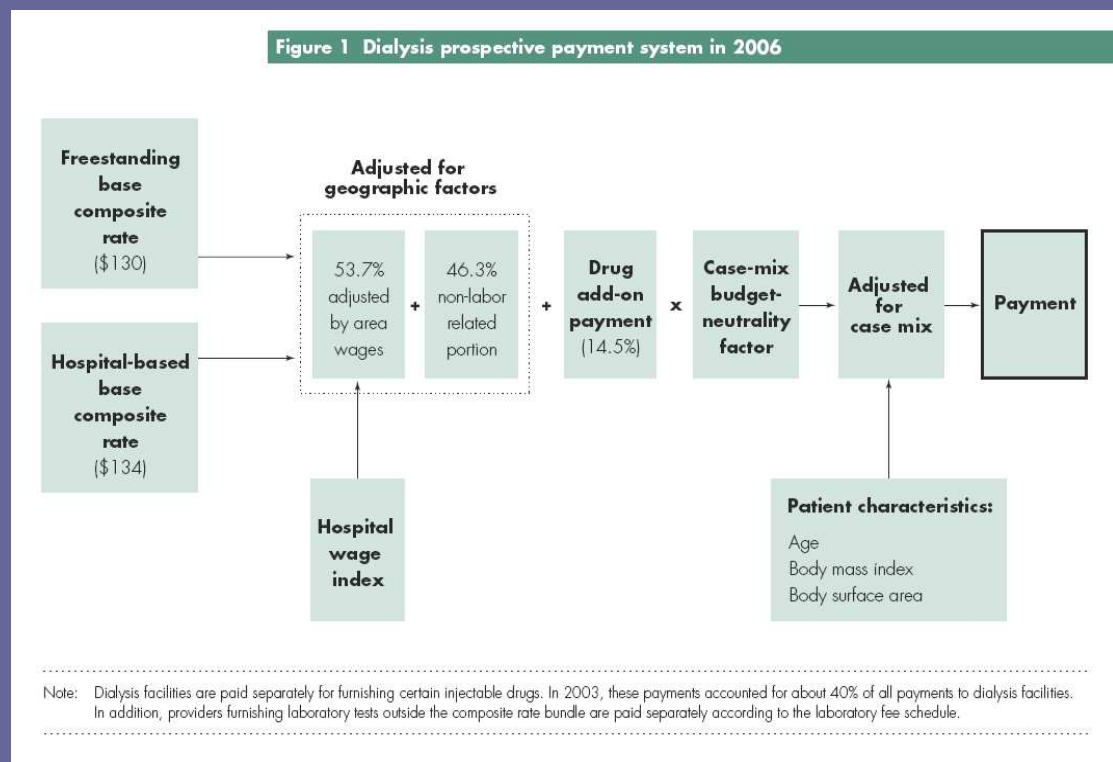 Figure 1 Dialysis prospective payment system in 2006
Freestanding
base
composite
rate
($130)
Hospital-based
base
composite
rate
($134)
Adjusted for
geographic factors
53.7%
adjusted
by area
wages
+
46.3%
non-labor
related
portion
+
Drug
add-on
payment
(14.5%)
x
Case-mix
budget-
neutrality
factor
Adjusted
for
case mix
Payment
Hospital
wage
index
Patient characteristics:
Age
Body mass index
Body surface area
Note: Dialysis facilities are paid separately for furnishing certain injectable drugs. In 2003, these payments accounted for about 40% of all payments to dialysis facilities.
In addition, providers furnishing laboratory tests outside the composite rate bundle are paid separately according to the laboratory fee schedule.